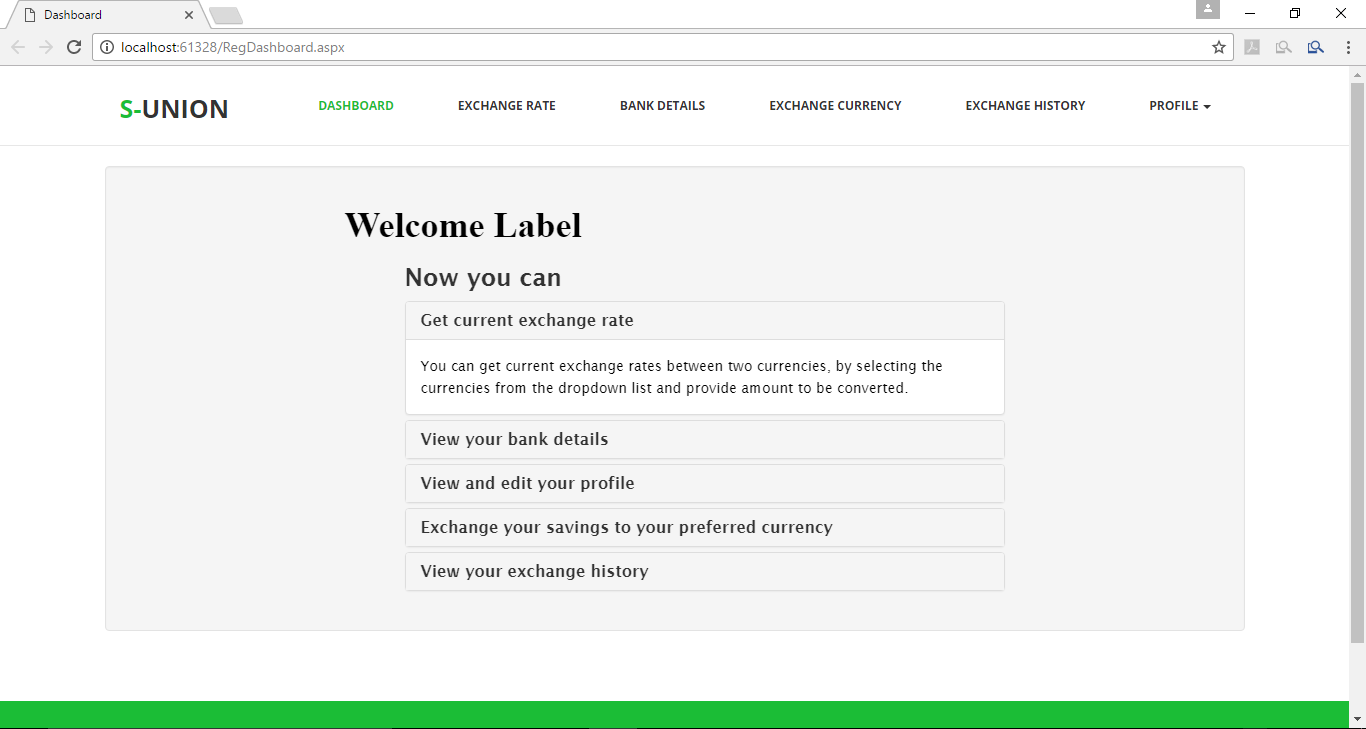 Dashboard
localhost:61328/RegDashboard.aspx
S-UNION
DASHBOARD
EXCHANGE RATE
BANK DETAILS
EXCHANGE CURRENCY
EXCHANGE HISTORY
PROFILE
Welcome Label
Now you can
Get current exchange rate
You can get current exchange rates between two currencies, by selecting the
currencies from the dropdown list and provide amount to be converted.
View your bank details
View and edit your profile
Exchange your savings to your preferred currency
View your exchange history